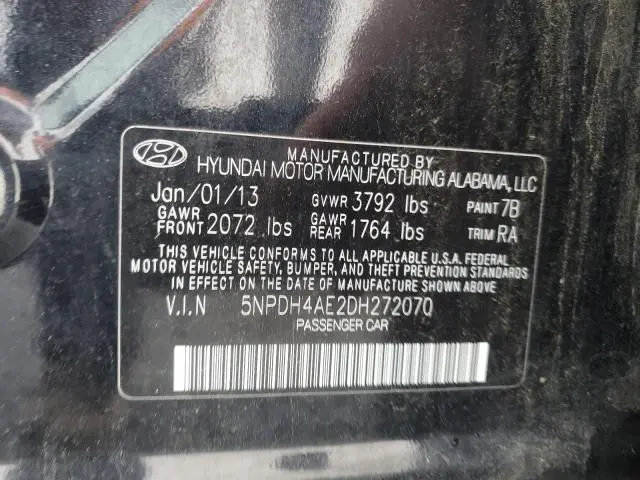 MANUFACTURED BY
HYUNDAI MOTOR MANUFACTURING ALABAMA, LLC
Jan/01/13 GVWR 3792 lbs PAINT 7B
GAWR FRONT 2072 lbs GAWR REAR 1764 lbs TRIM RA
THIS VEHICLE CONFORMS TO ALL APPLICABLE U.S.A. FEDERAL
MOTOR VEHICLE SAFETY, BUMPER, AND THEFT PREVENTION STANDARDS
IN EFFECT ON THE DATE OF MANUFACTURE SHOWN ABOVE
V.I.N 5NPDH4AE2DH272070
PASSENGER CAR